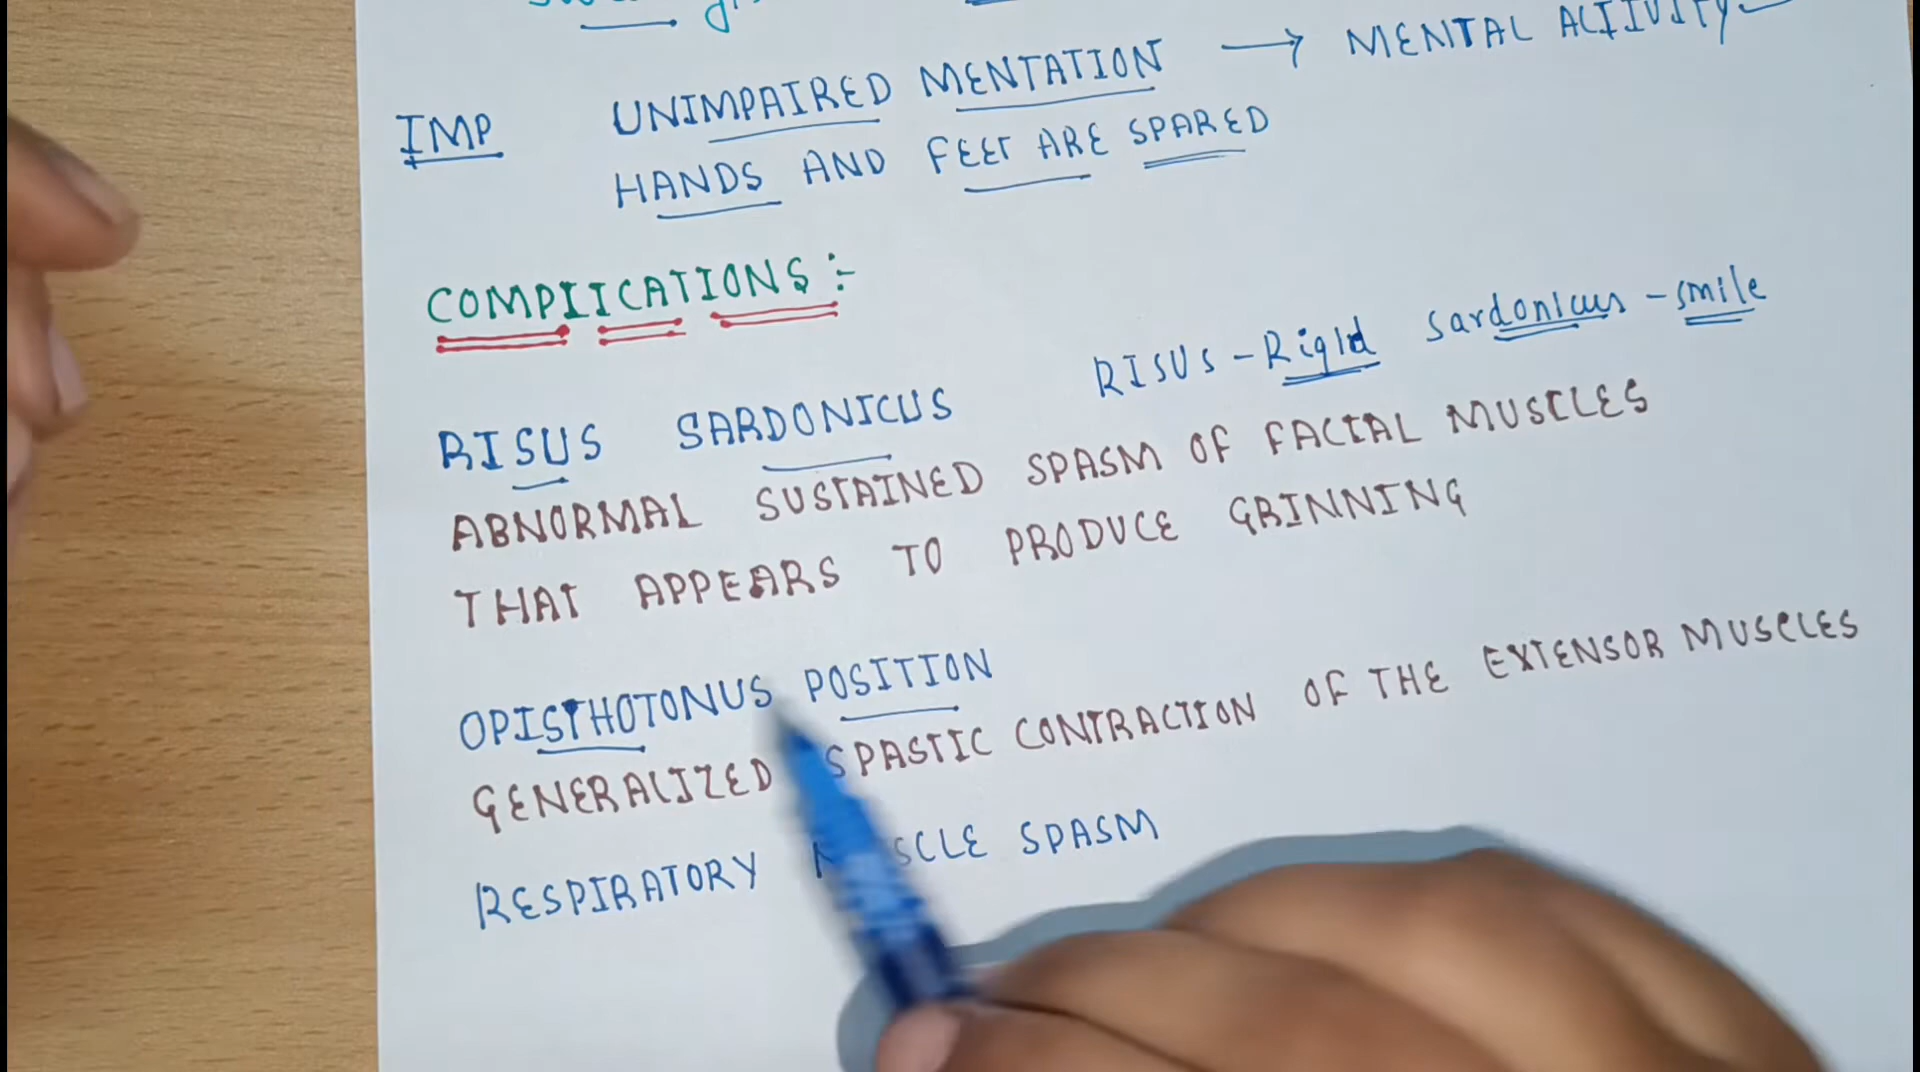 IMP UNIMPAIRED MENTATION → MENTAL ACTIVITY
HANDS AND FEET ARE SPARED
COMPLICATIONS :-
RISUS - Rigid sardonicus - smile
RISUS SARDONICUS
ABNORMAL SUSTAINED SPASM OF FACIAL MUSCLES
THAT APPEARS TO PRODUCE GRINNING
OPISTHOTONUS POSITION
GENERALIZED SPASTIC CONTRACTION OF THE EXTENSOR MUSCLES
RESPIRATORY MUSCLE SPASM